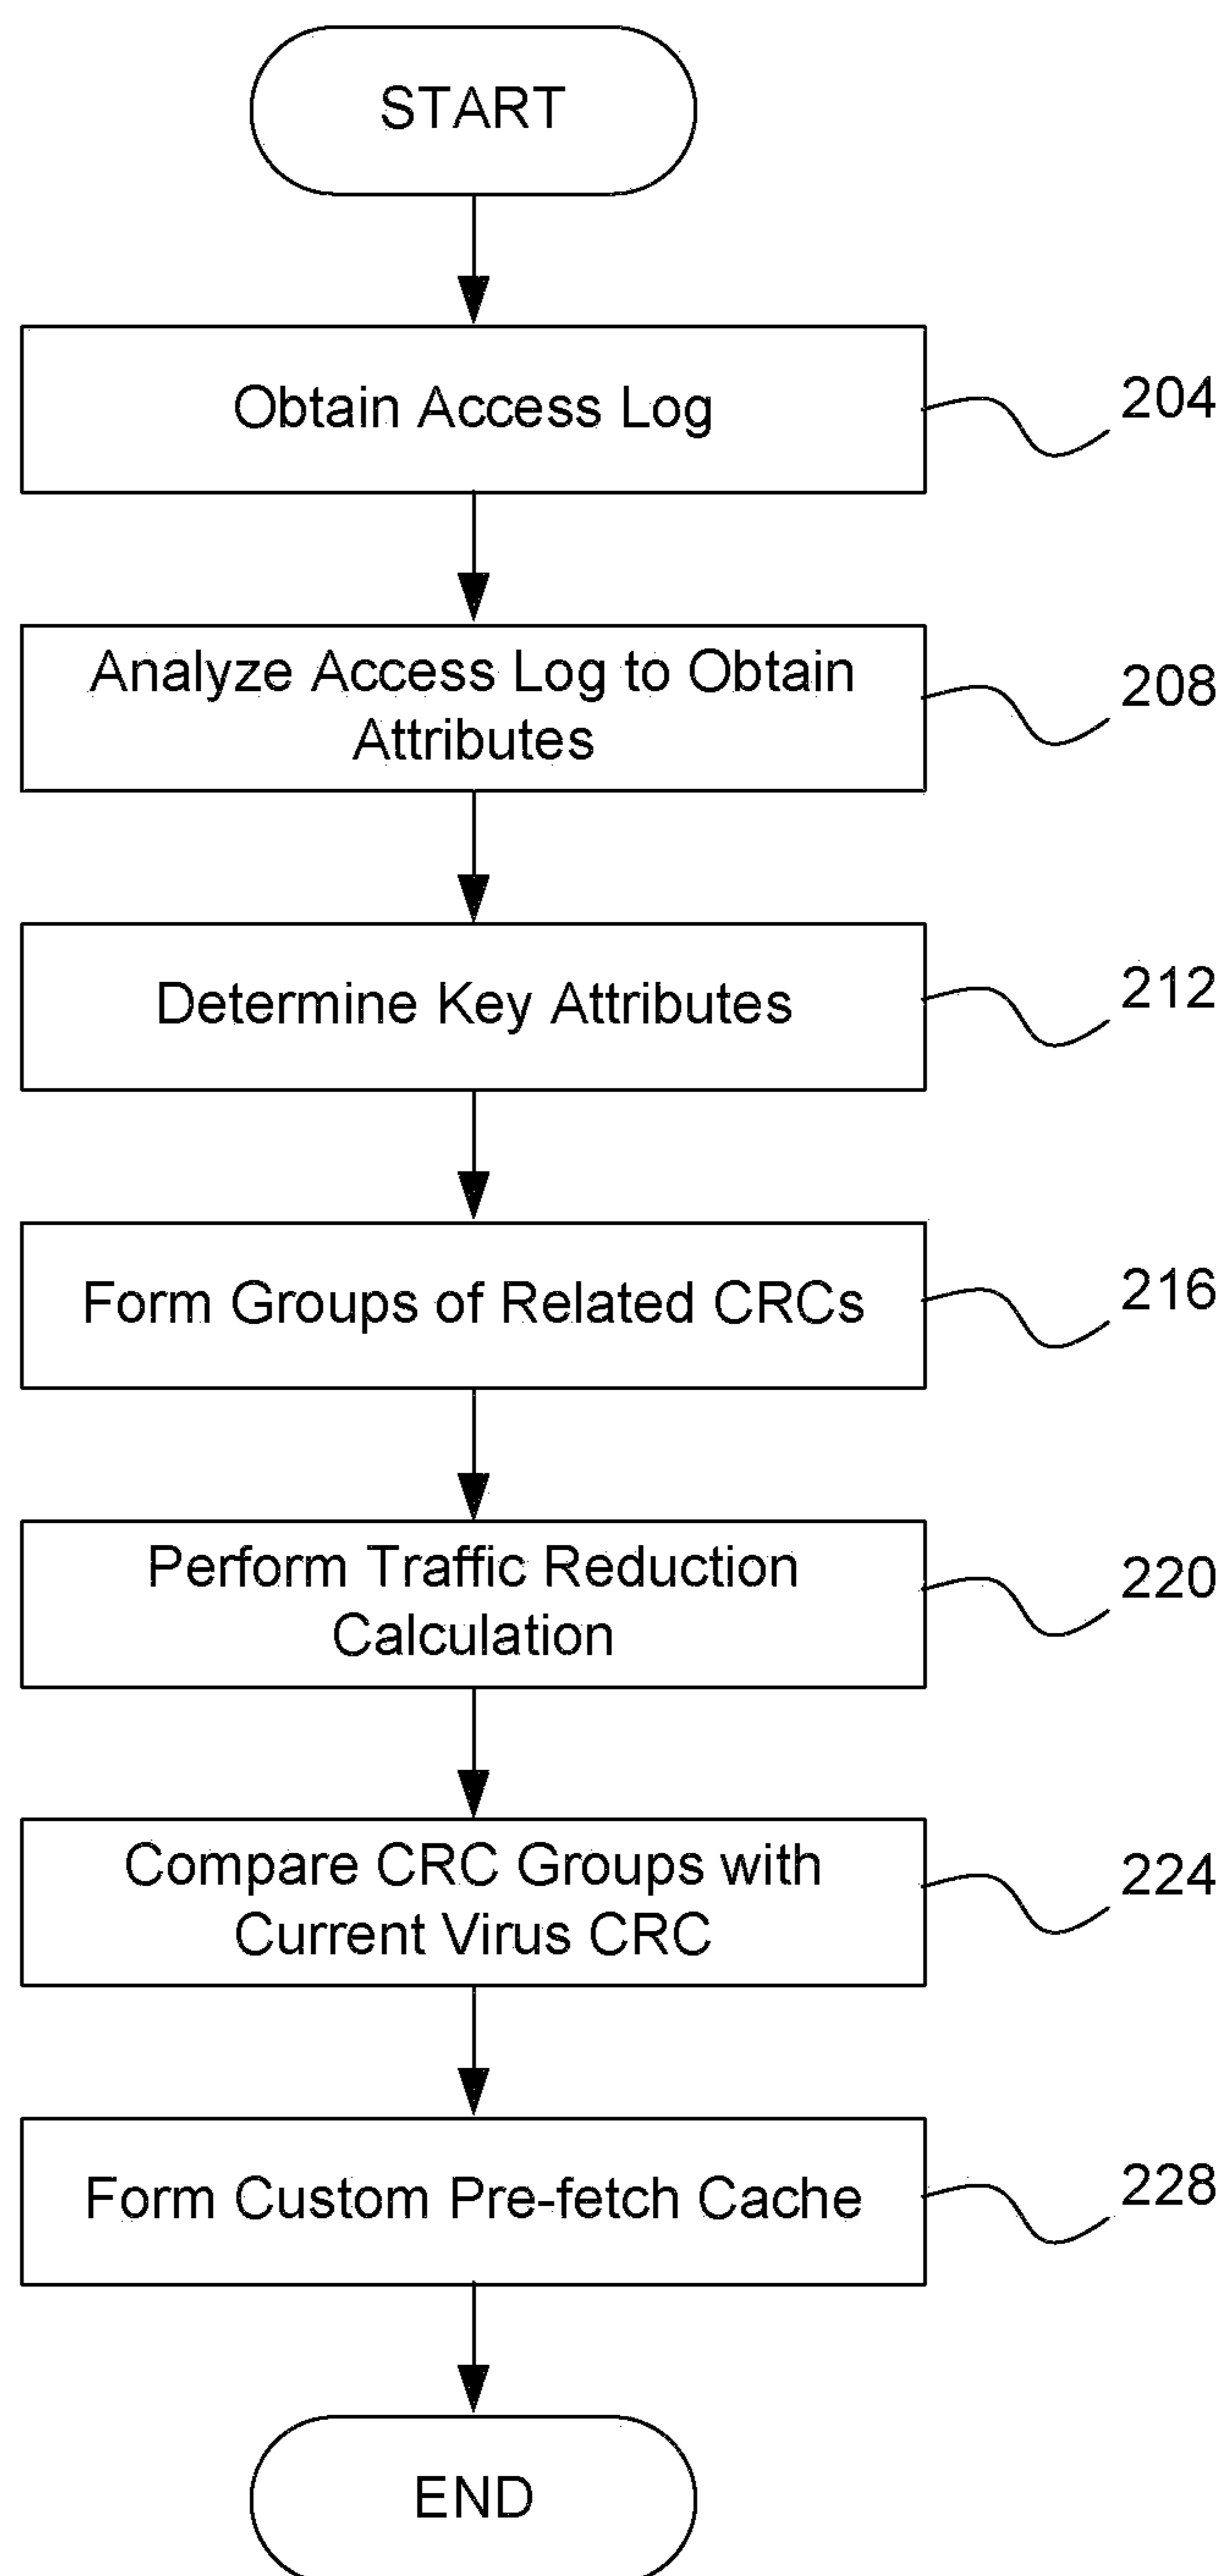 START
Obtain Access Log
204
Analyze Access Log to Obtain
Attributes
208
Determine Key Attributes
212
Form Groups of Related CRCs
216
Perform Traffic Reduction
Calculation
220
Compare CRC Groups with
Current Virus CRC
224
Form Custom Pre-fetch Cache
228
END